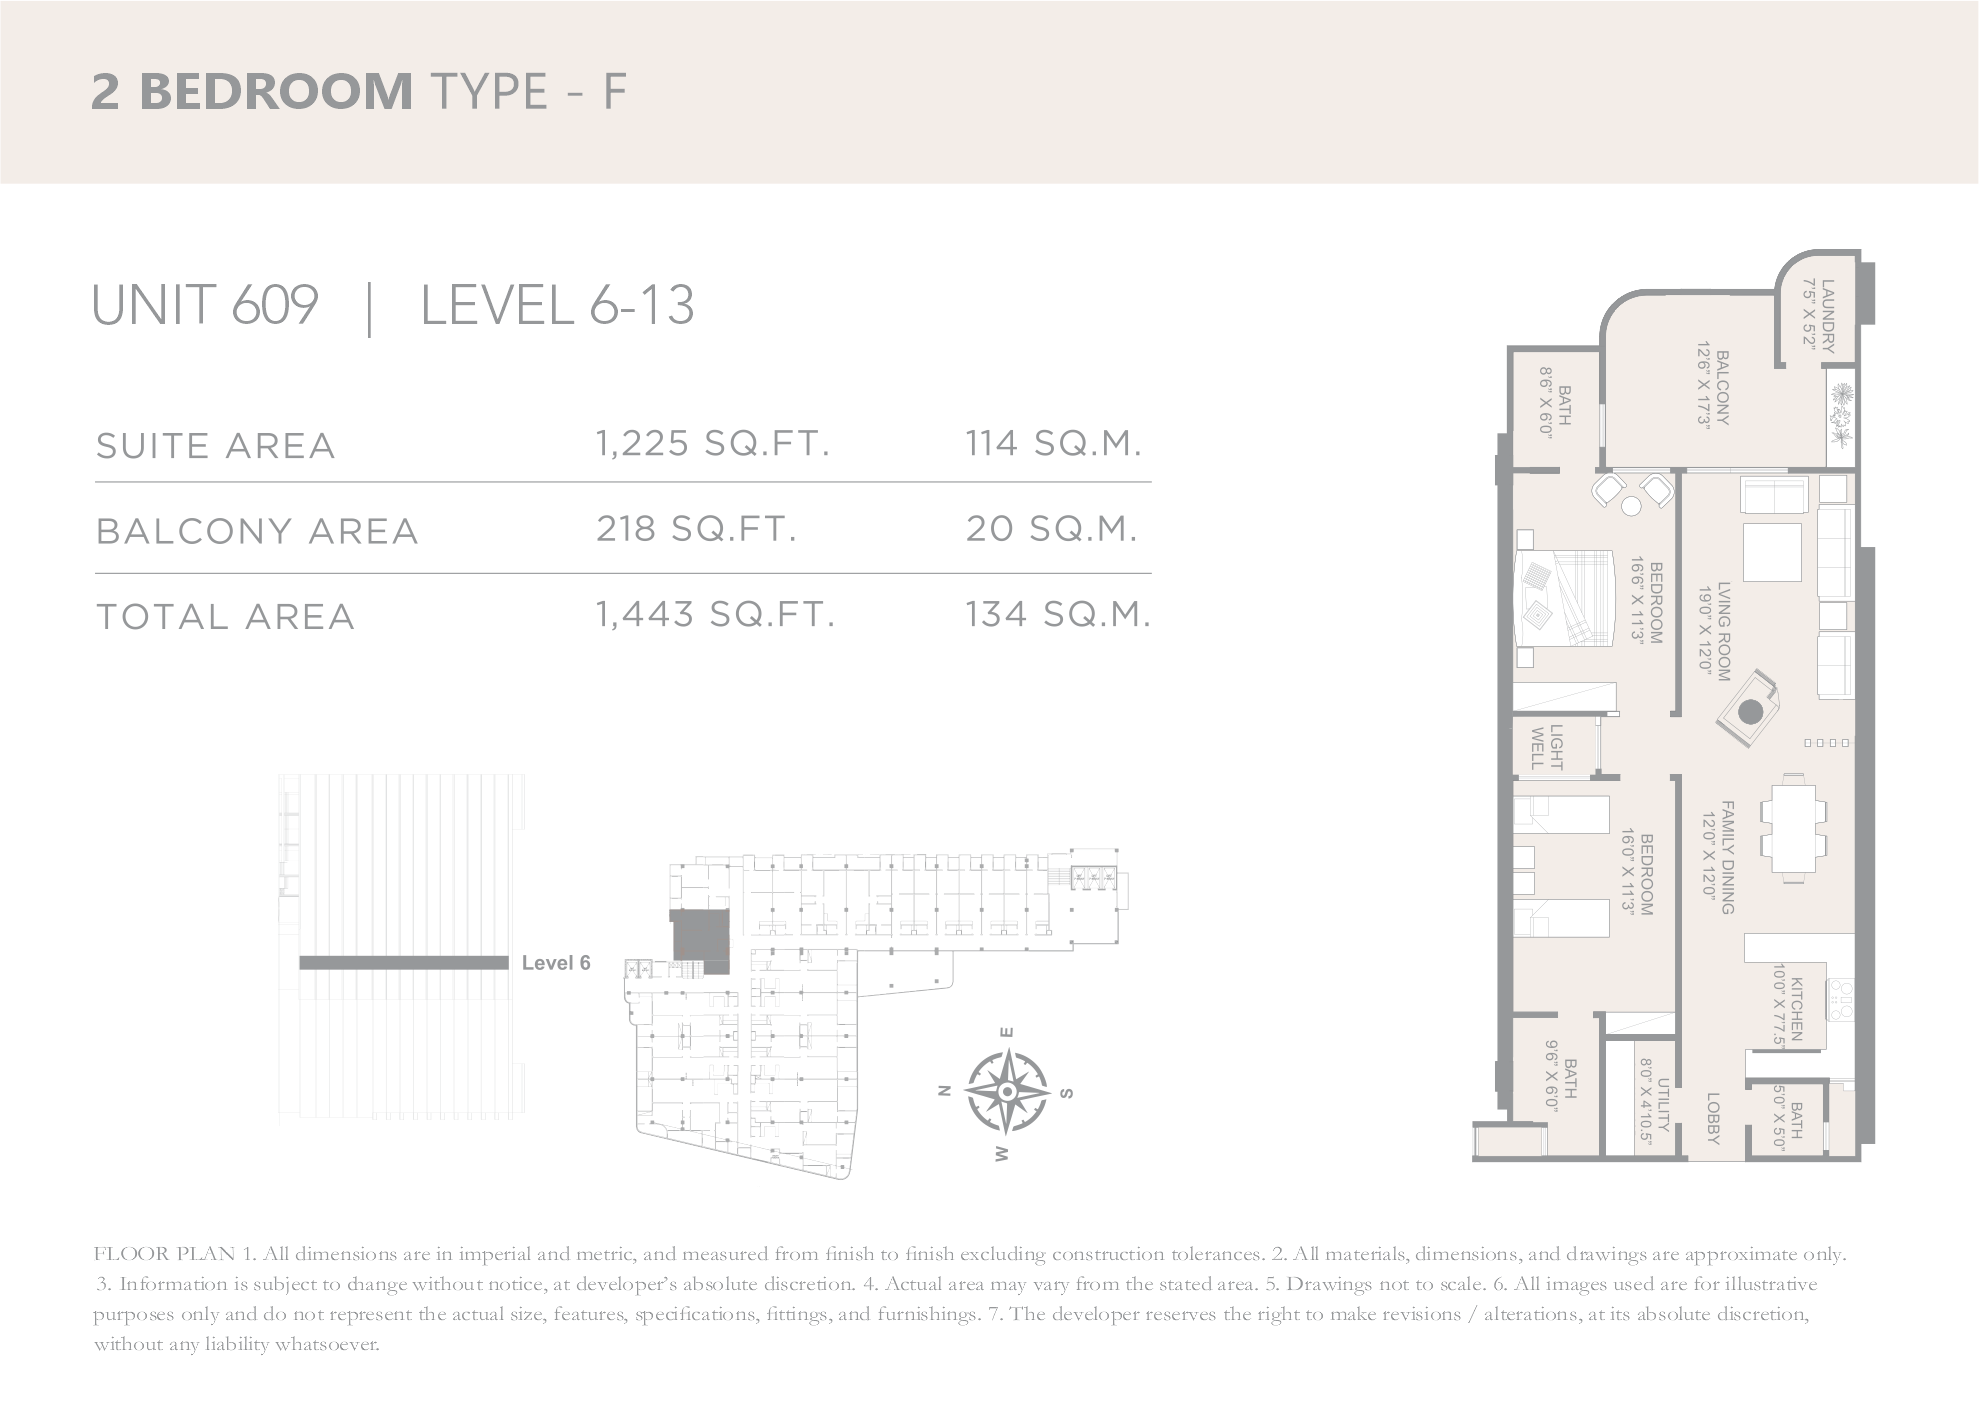 2 BEDROOM TYPE - F
UNIT 609 | LEVEL 6-13
SUITE AREA 1,225 SQ.FT. 114 SQ.M.
BALCONY AREA 218 SQ.FT. 20 SQ.M.
TOTAL AREA 1,443 SQ.FT. 134 SQ.M.
LAUNDRY
7'5" X 5'2"
BALCONY
12'6" X 17'3"
BATH
8'6" X 6'0"
BEDROOM
16'6" X 11'3"
LVING ROOM
19'0" X 12'0"
LIGHT
WELL
FAMILY DINING
12'0" X 12'0"
BEDROOM
16'0" X 11'3"
KITCHEN
10'0" X 7'7.5"
BATH
9'6" X 6'0"
UTILITY
8'0" X 4'10.5"
LOBBY
BATH
5'0" X 5'0"
Level 6
E
N
S
W
FLOOR PLAN 1. All dimensions are in imperial and metric, and measured from finish to finish excluding construction tolerances. 2. All materials, dimensions, and drawings are approximate only.
3. Information is subject to change without notice, at developer's absolute discretion. 4. Actual area may vary from the stated area. 5. Drawings not to scale. 6. All images used are for illustrative
purposes only and do not represent the actual size, features, specifications, fittings, and furnishings. 7. The developer reserves the right to make revisions / alterations, at its absolute discretion,
without any liability whatsoever.